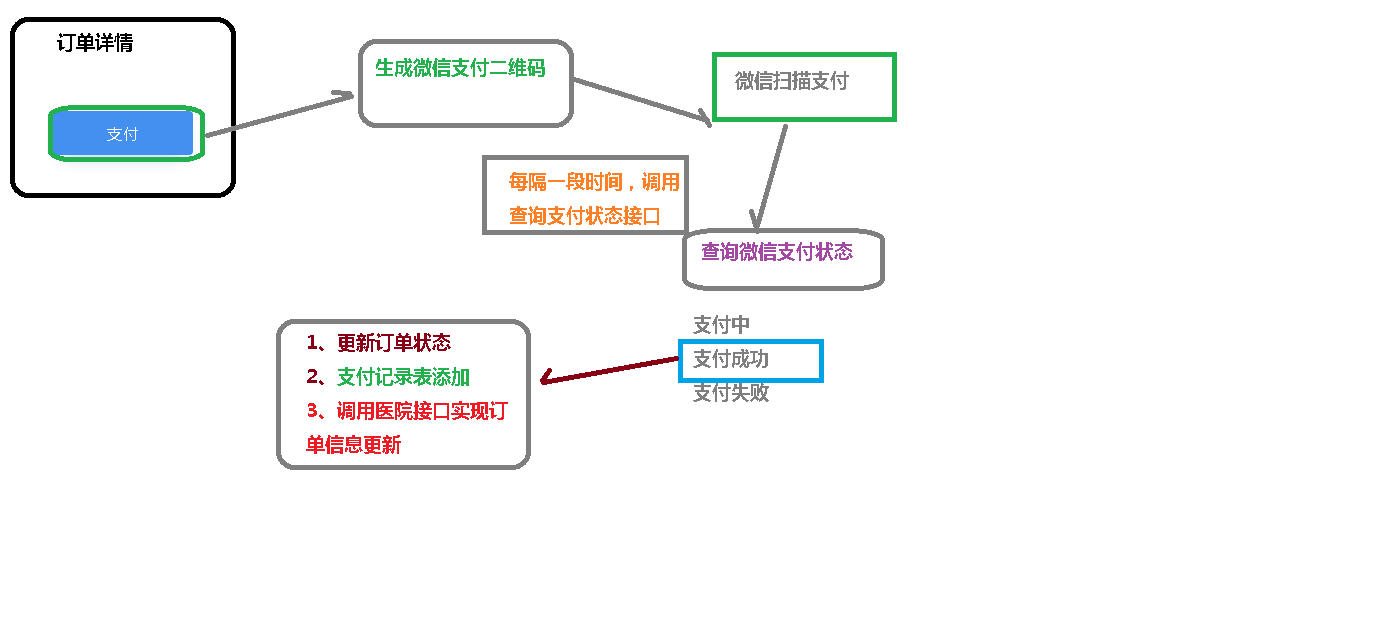 订单详情
支付
生成微信支付二维码
微信扫描支付
每隔一段时间，调用
查询支付状态接口
查询微信支付状态
支付中
支付成功
支付失败
1、更新订单状态
2、支付记录表添加
3、调用医院接口实现订
单信息更新